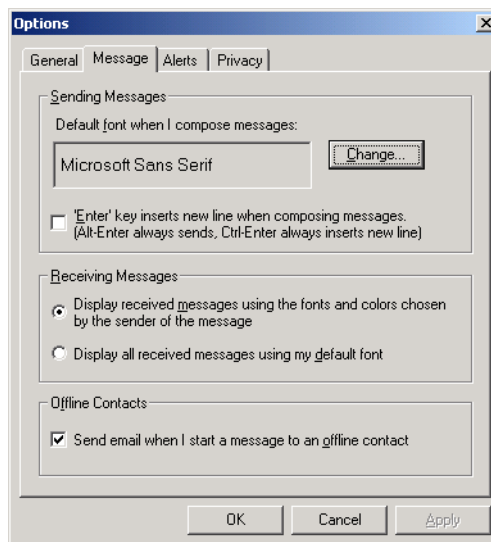 Options
General Message Alerts Privacy
Sending Messages
Default font when I compose messages:
Microsoft Sans Serif
Change...
'Enter' key inserts new line when composing messages.
(Alt-Enter always sends, Ctrl-Enter always inserts new line)
Receiving Messages
Display received messages using the fonts and colors chosen
by the sender of the message
Display all received messages using my default font
Offline Contacts
Send email when I start a message to an offline contact
OK Cancel Apply